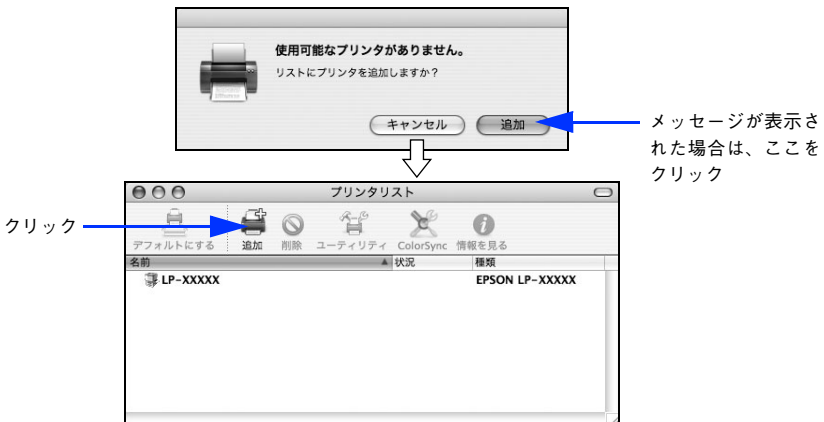 使用可能なプリンタがありません。
リストにプリンタを追加しますか？
キャンセル 追加
メッセージが表示さ
れた場合は、ここを
クリック
プリンタリスト
クリック
デフォルトにする 追加 削除 ユーティリティ ColorSync 情報を見る
名前 状況 種類
LP-XXXXX EPSON LP-XXXXX